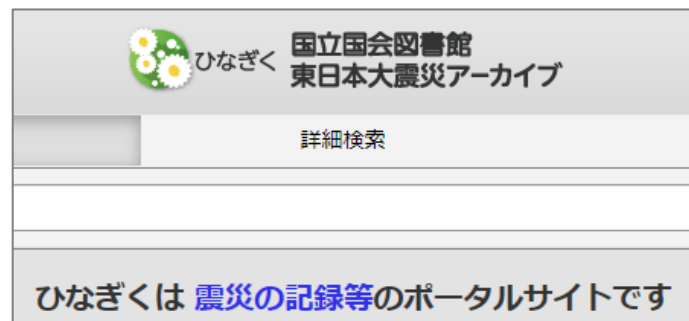 ひなぎく 国立国会図書館
東日本大震災アーカイブ
詳細検索
ひなぎくは 震災の記録等のポータルサイトです